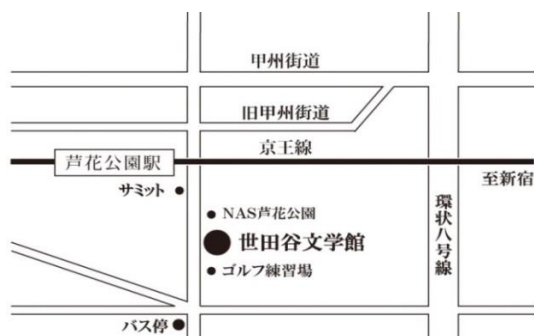 甲州街道
旧甲州街道
京王線
芦花公園駅
至新宿
サミット
環状八号線
NAS芦花公園
世田谷文学館
ゴルフ練習場
バス停